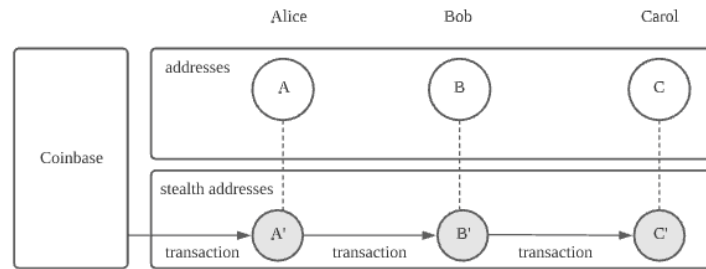 Alice Bob Carol
addresses
A B C
Coinbase
stealth addresses
A' B' C'
transaction transaction transaction